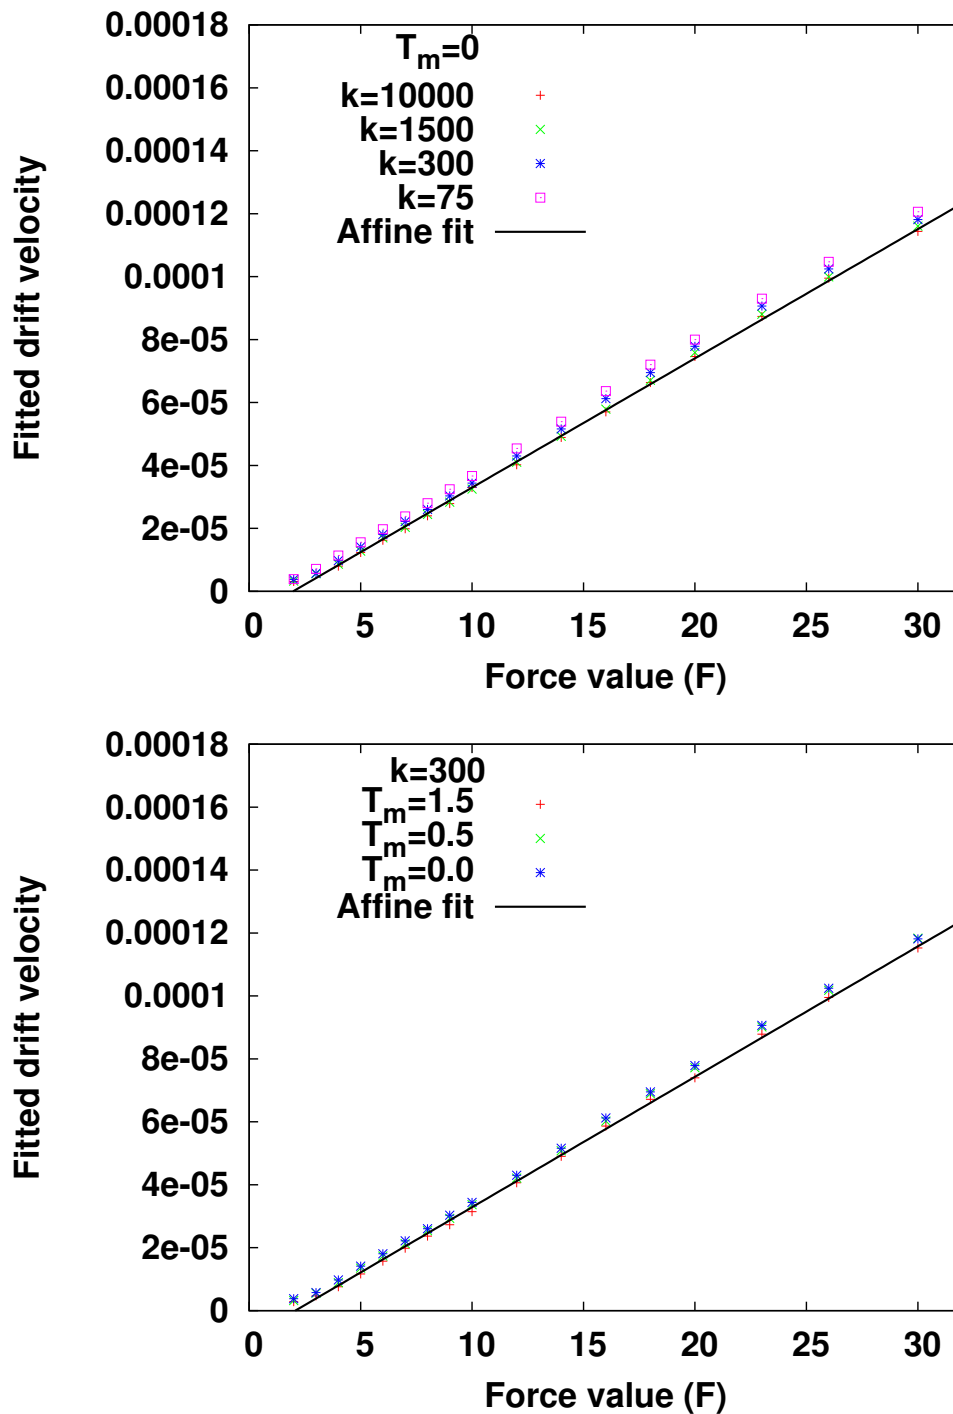 0.00018
0.00016
0.00014
0.00012
0.0001
8e-05
6e-05
4e-05
2e-05
0
Fitted drift velocity
T_m=0
k=10000
k=1500
k=300
k=75
Affine fit
0 5 10 15 20 25 30
Force value (F)
0.00018
0.00016
0.00014
0.00012
0.0001
8e-05
6e-05
4e-05
2e-05
0
Fitted drift velocity
k=300
T_m=1.5
T_m=0.5
T_m=0.0
Affine fit
0 5 10 15 20 25 30
Force value (F)